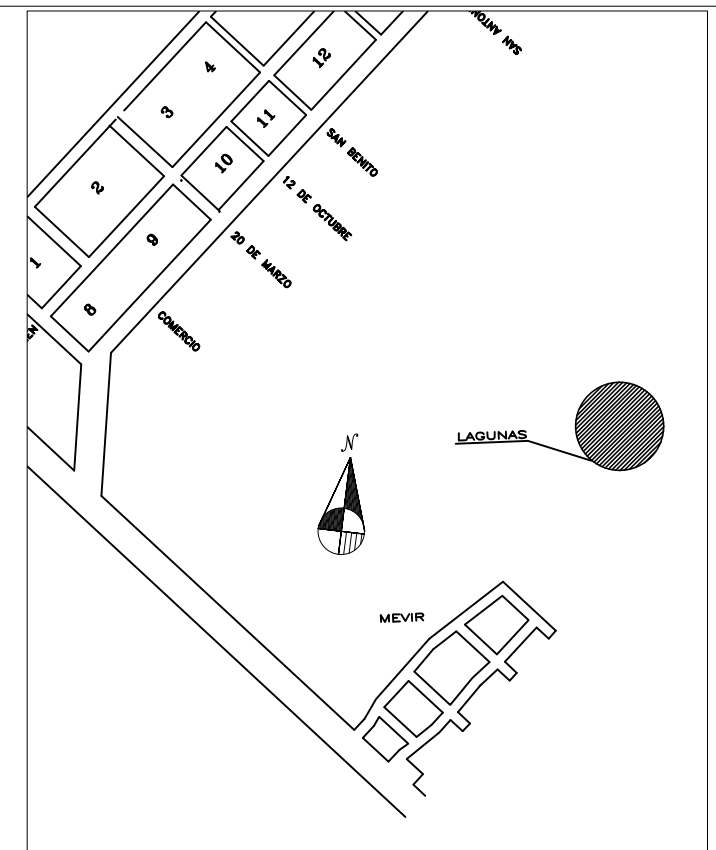 SAN ANTON
12
4
3
11
SAN BENITO
10
2
12 DE OCTUBRE
9
20 DE MARZO
1
8
COMERCIO
EN
LAGUNAS
N
MEVIR